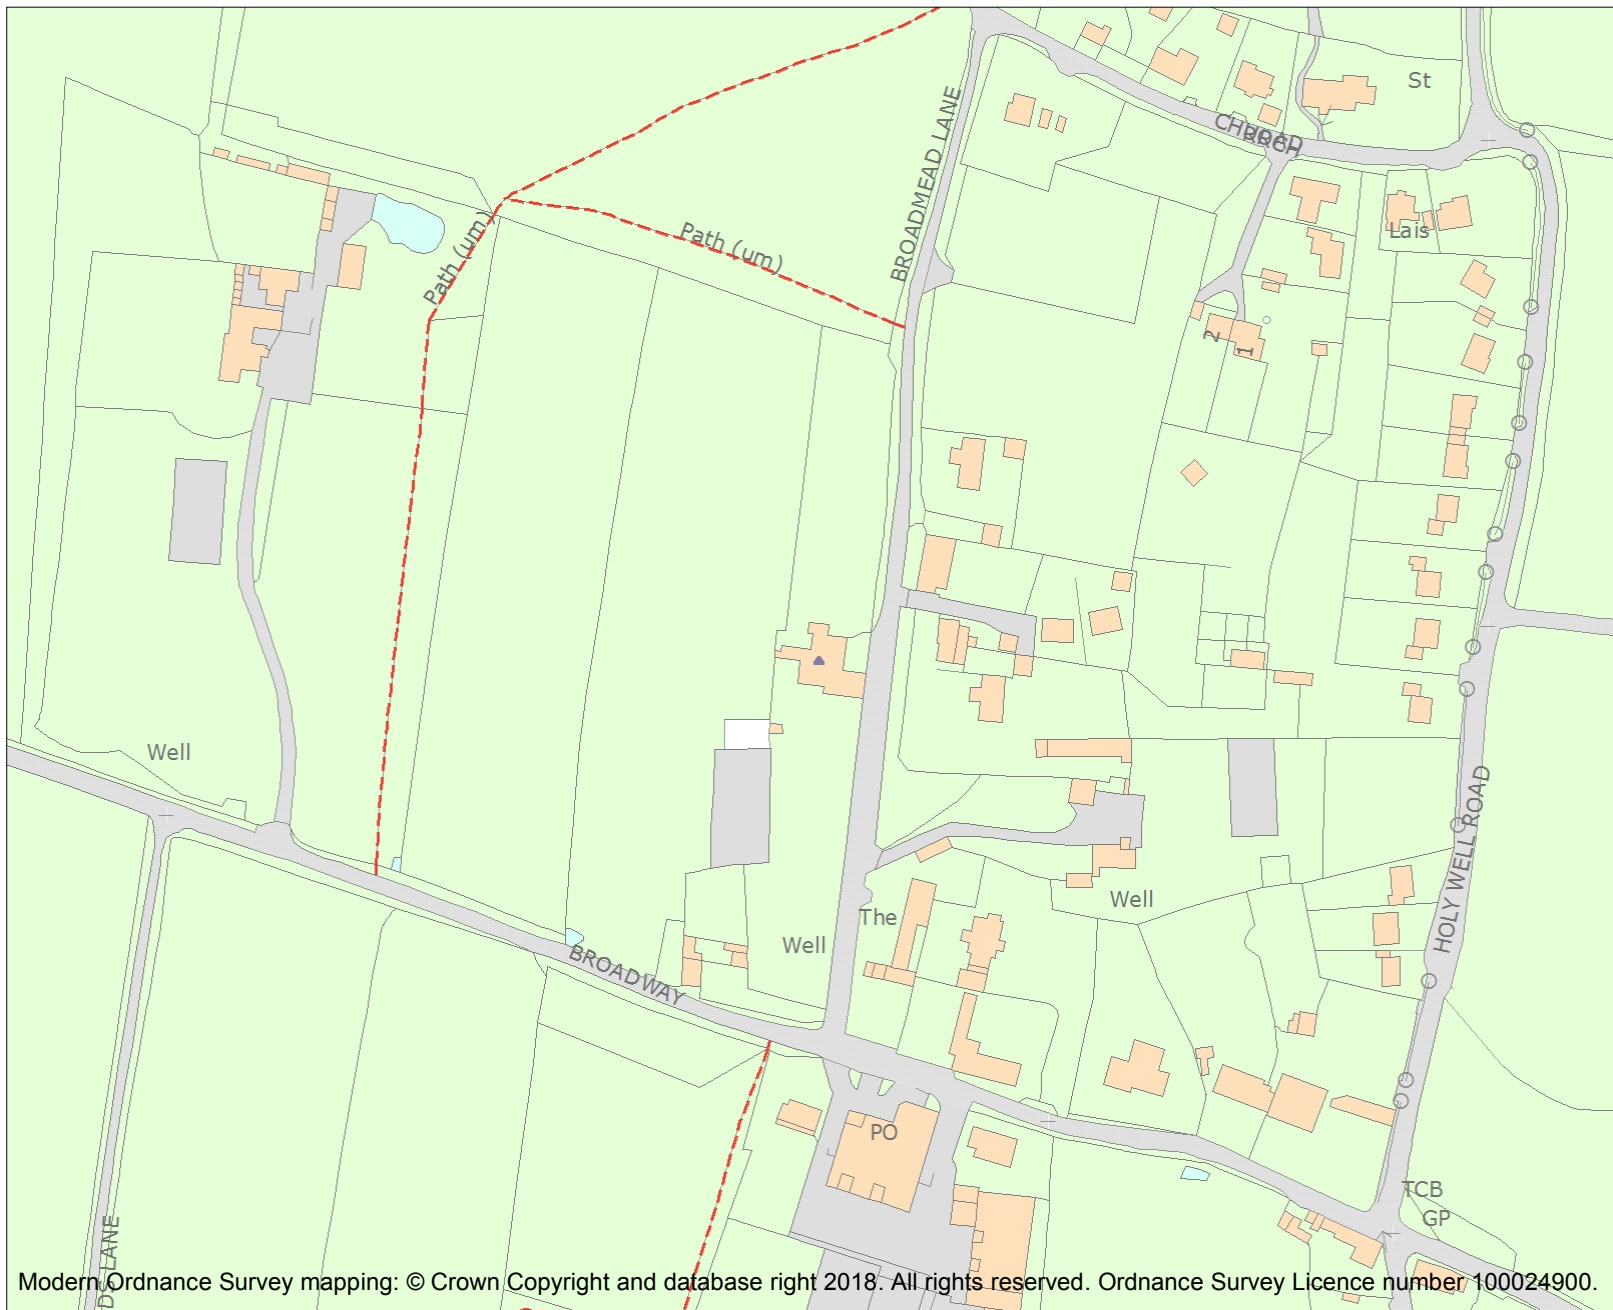 St
BROADMEAD LANE
CHURCH
ROAD
Lais
Path (um)
Path (um)
2
1
Well
HOLY WELL ROAD
Well
The
Well
BROADWAY
PO
TCB
GP
DS LANE
Modern Ordnance Survey mapping: © Crown Copyright and database right 2018. All rights reserved. Ordnance Survey Licence number 100024900.